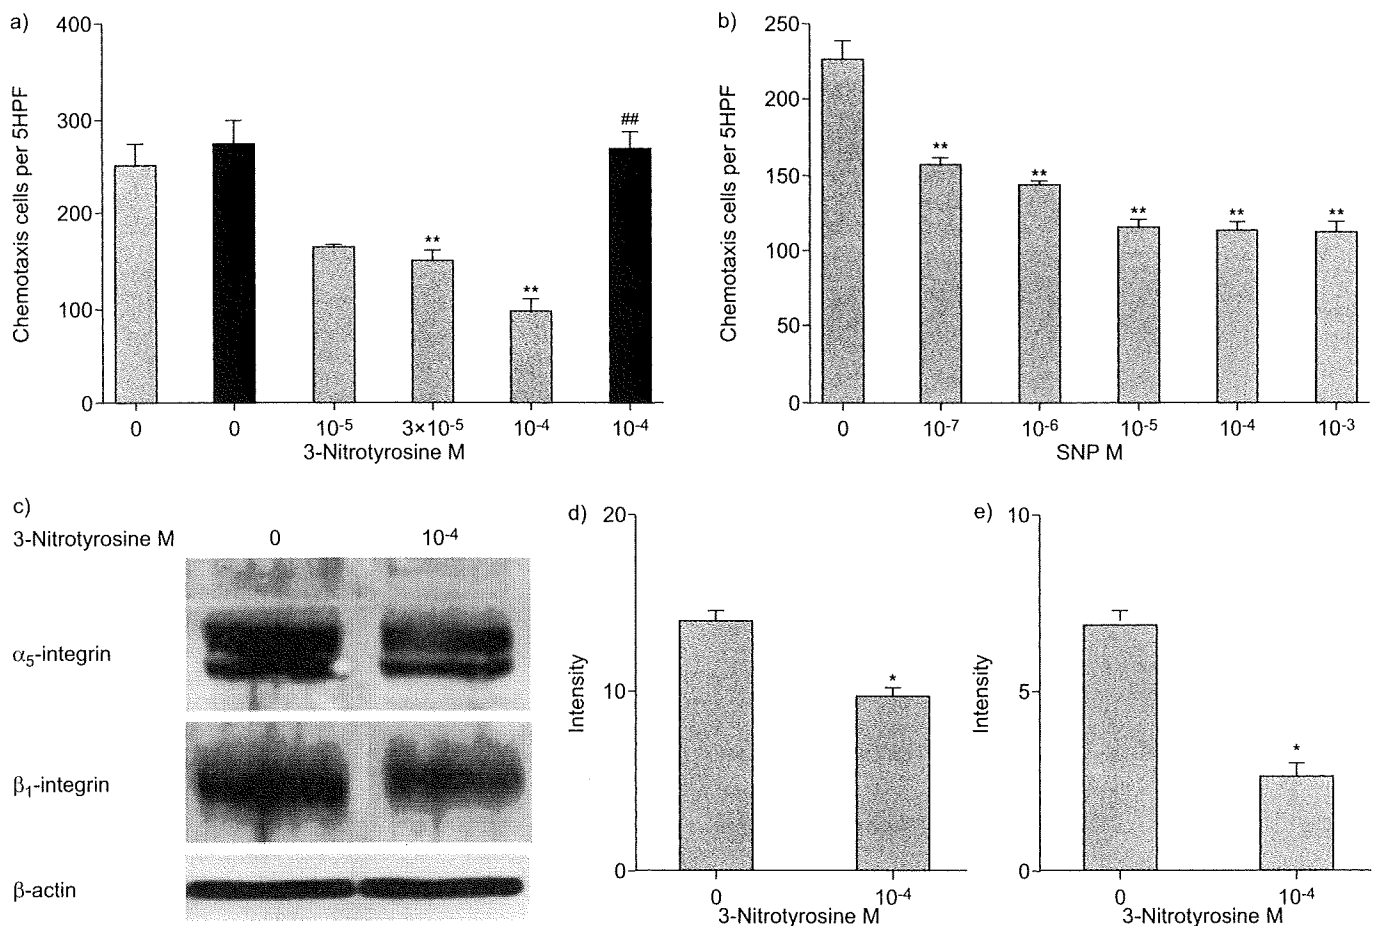 a)
400
300
200
100
0
Chemotaxis cells per 5HPF
**
**
##
0 0 10⁻⁵ 3×10⁻⁵ 10⁻⁴ 10⁻⁴
3-Nitrotyrosine M
b)
250
200
150
100
50
0
Chemotaxis cells per 5HPF
**
**
**
**
**
0 10⁻⁷ 10⁻⁶ 10⁻⁵ 10⁻⁴ 10⁻³
SNP M
c)
3-Nitrotyrosine M 0 10⁻⁴
α₅-integrin
β₁-integrin
β-actin
d)
20
10
0
Intensity
*
0 10⁻⁴
3-Nitrotyrosine M
e)
10
5
0
Intensity
*
0 10⁻⁴
3-Nitrotyrosine M